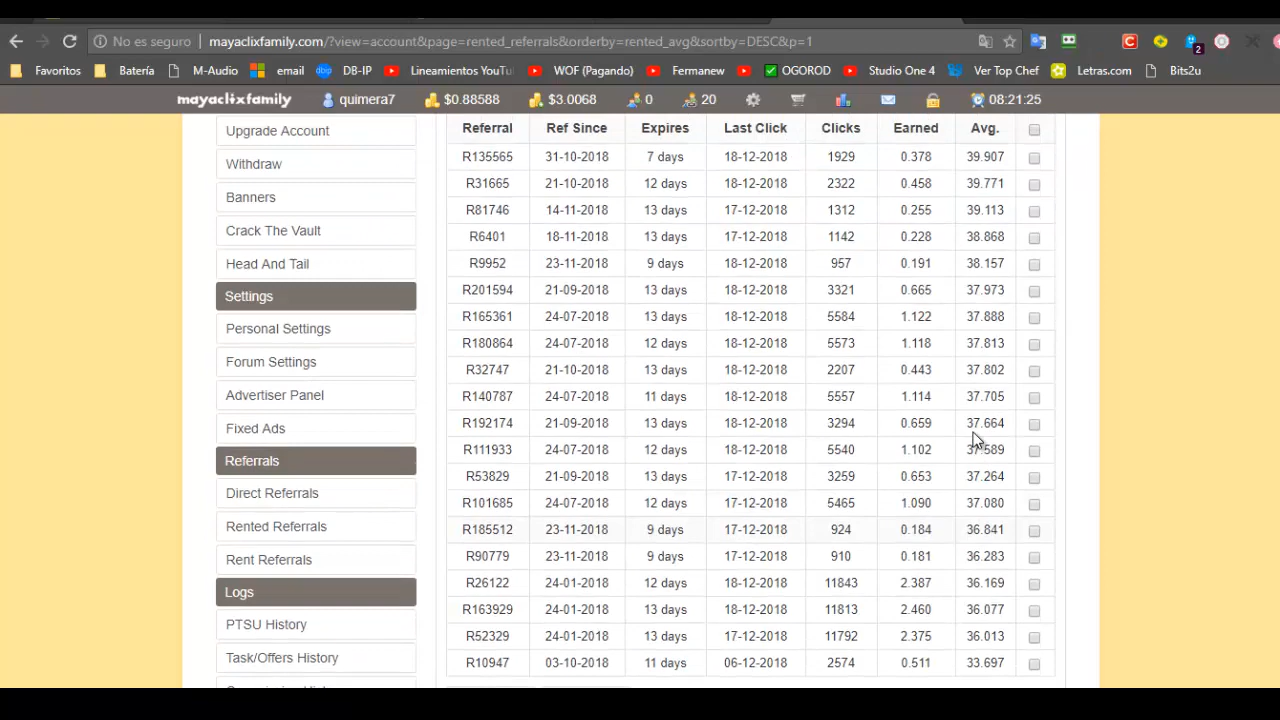 No es seguro mayaclixfamily.com/?view=account&page=rented_referrals&orderby=rented_avg&sortby=DESC&p=1
Favoritos Batería M-Audio email dbip DB-IP Lineamientos YouTu WOF (Pagando) Fermanew OGOROD Studio One 4 Ver Top Chef Letras.com Bits2u
mayaclixfamily quimera7 $0.88588 $3.0068 0 20 08:21:25
Upgrade Account
Withdraw
Banners
Crack The Vault
Head And Tail
Settings
Personal Settings
Forum Settings
Advertiser Panel
Fixed Ads
Referrals
Direct Referrals
Rented Referrals
Rent Referrals
Logs
PTSU History
Task/Offers History
Referral Ref Since Expires Last Click Clicks Earned Avg.
R135565 31-10-2018 7 days 18-12-2018 1929 0.378 39.907
R31665 21-10-2018 12 days 18-12-2018 2322 0.458 39.771
R81746 14-11-2018 13 days 17-12-2018 1312 0.255 39.113
R6401 18-11-2018 13 days 17-12-2018 1142 0.228 38.868
R9952 23-11-2018 9 days 18-12-2018 957 0.191 38.157
R201594 21-09-2018 13 days 18-12-2018 3321 0.665 37.973
R165361 24-07-2018 13 days 18-12-2018 5584 1.122 37.888
R180864 24-07-2018 12 days 18-12-2018 5573 1.118 37.813
R32747 21-10-2018 13 days 18-12-2018 2207 0.443 37.802
R140787 24-07-2018 11 days 18-12-2018 5557 1.114 37.705
R192174 21-09-2018 13 days 18-12-2018 3294 0.659 37.664
R111933 24-07-2018 12 days 18-12-2018 5540 1.102 37.589
R53829 21-09-2018 13 days 17-12-2018 3259 0.653 37.264
R101685 24-07-2018 12 days 17-12-2018 5465 1.090 37.080
R185512 23-11-2018 9 days 17-12-2018 924 0.184 36.841
R90779 23-11-2018 9 days 17-12-2018 910 0.181 36.283
R26122 24-01-2018 12 days 18-12-2018 11843 2.387 36.169
R163929 24-01-2018 13 days 18-12-2018 11813 2.460 36.077
R52329 24-01-2018 13 days 17-12-2018 11792 2.375 36.013
R10947 03-10-2018 11 days 06-12-2018 2574 0.511 33.697